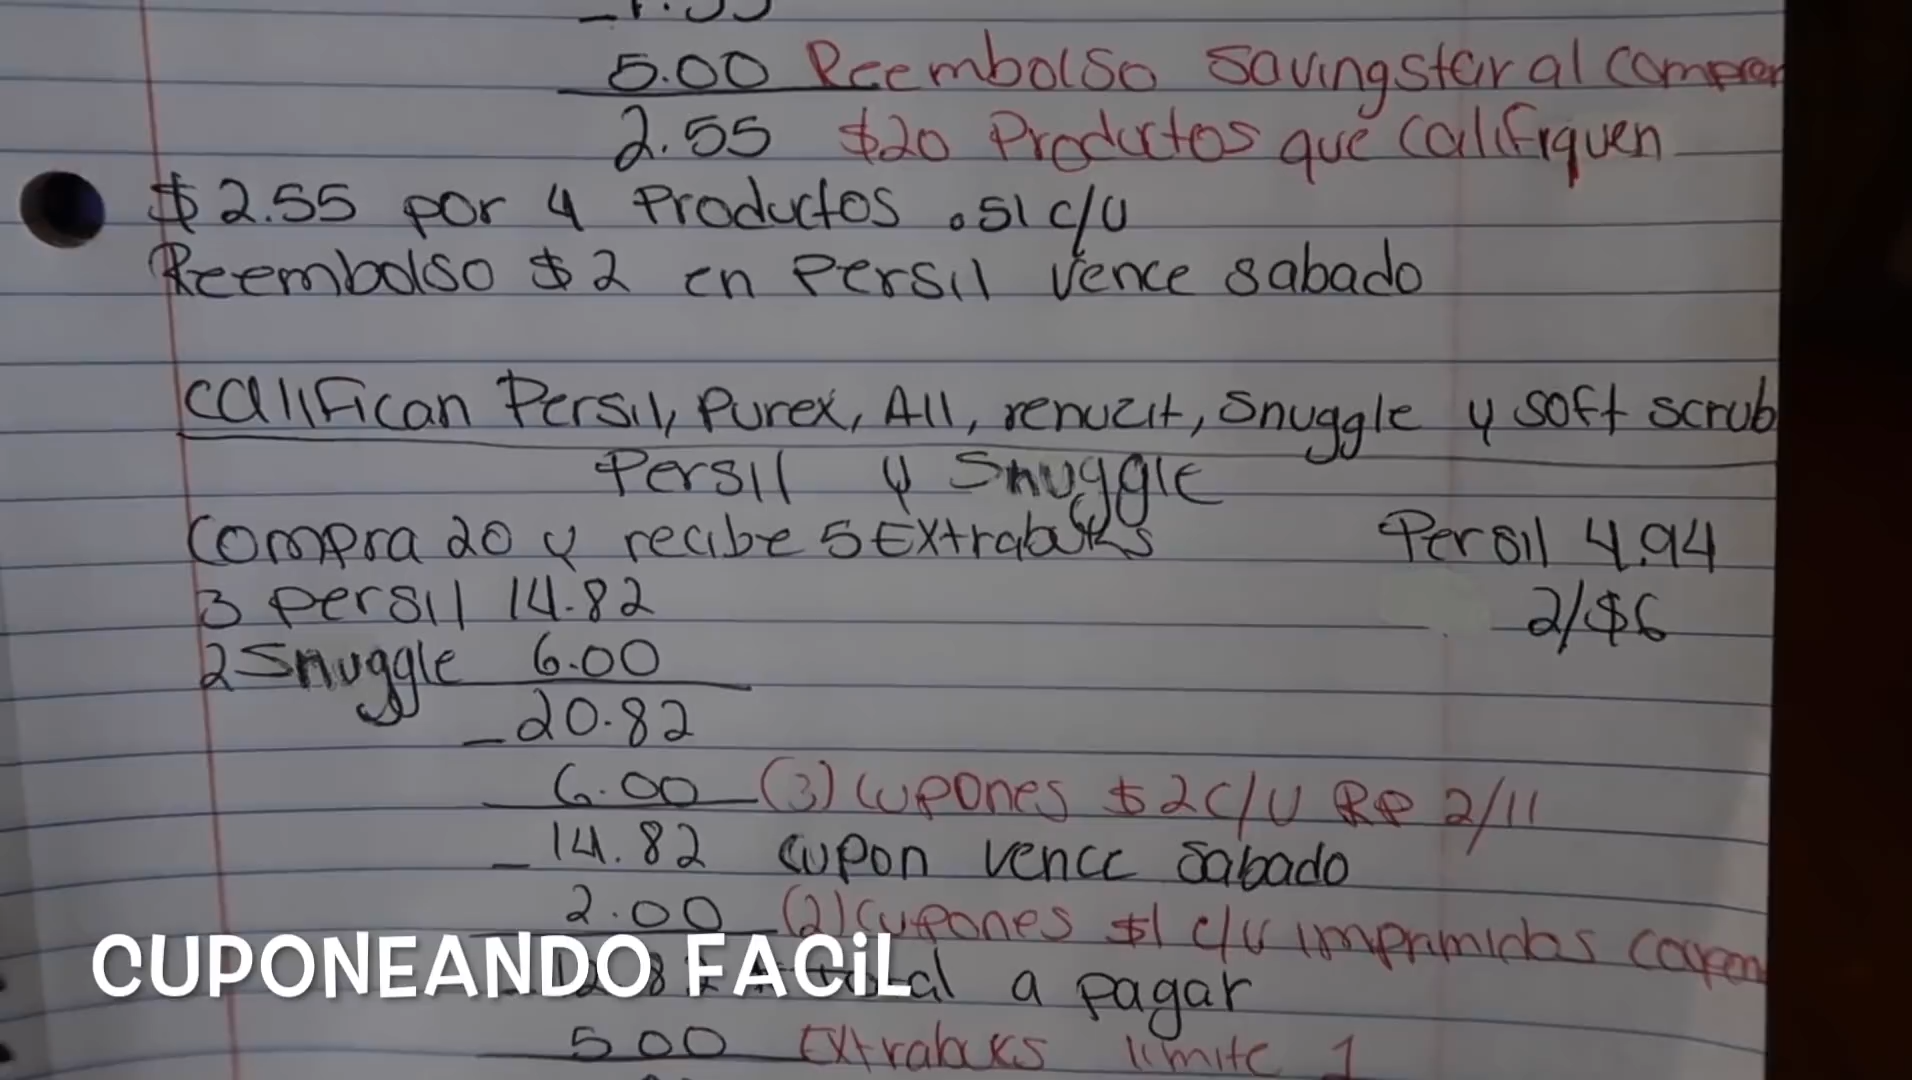 5.00 Reembolso Savingstar al comprar
2.55 $20 Productos que califiquen
$2.55 por 4 Productos .51 c/u
Reembolso $2 en Persil vence sabado
califican Persil, Purex, All, renuzit, Snuggle y soft scrub
Persil y Snuggle
Compra 20 y recibe 5 Extrabuks
Persil 4.94
3 persil 14.82
2/$6
2 Snuggle 6.00
- 20.82
6.00 (3) cupones $2 c/u RP 2/11
- 14.82 cupon vence sabado
2.00 (2) cupones $1 c/u imprimidos coupon
CUPONEANDO FACiL
total a pagar
5 00 Extrabuks limite 1